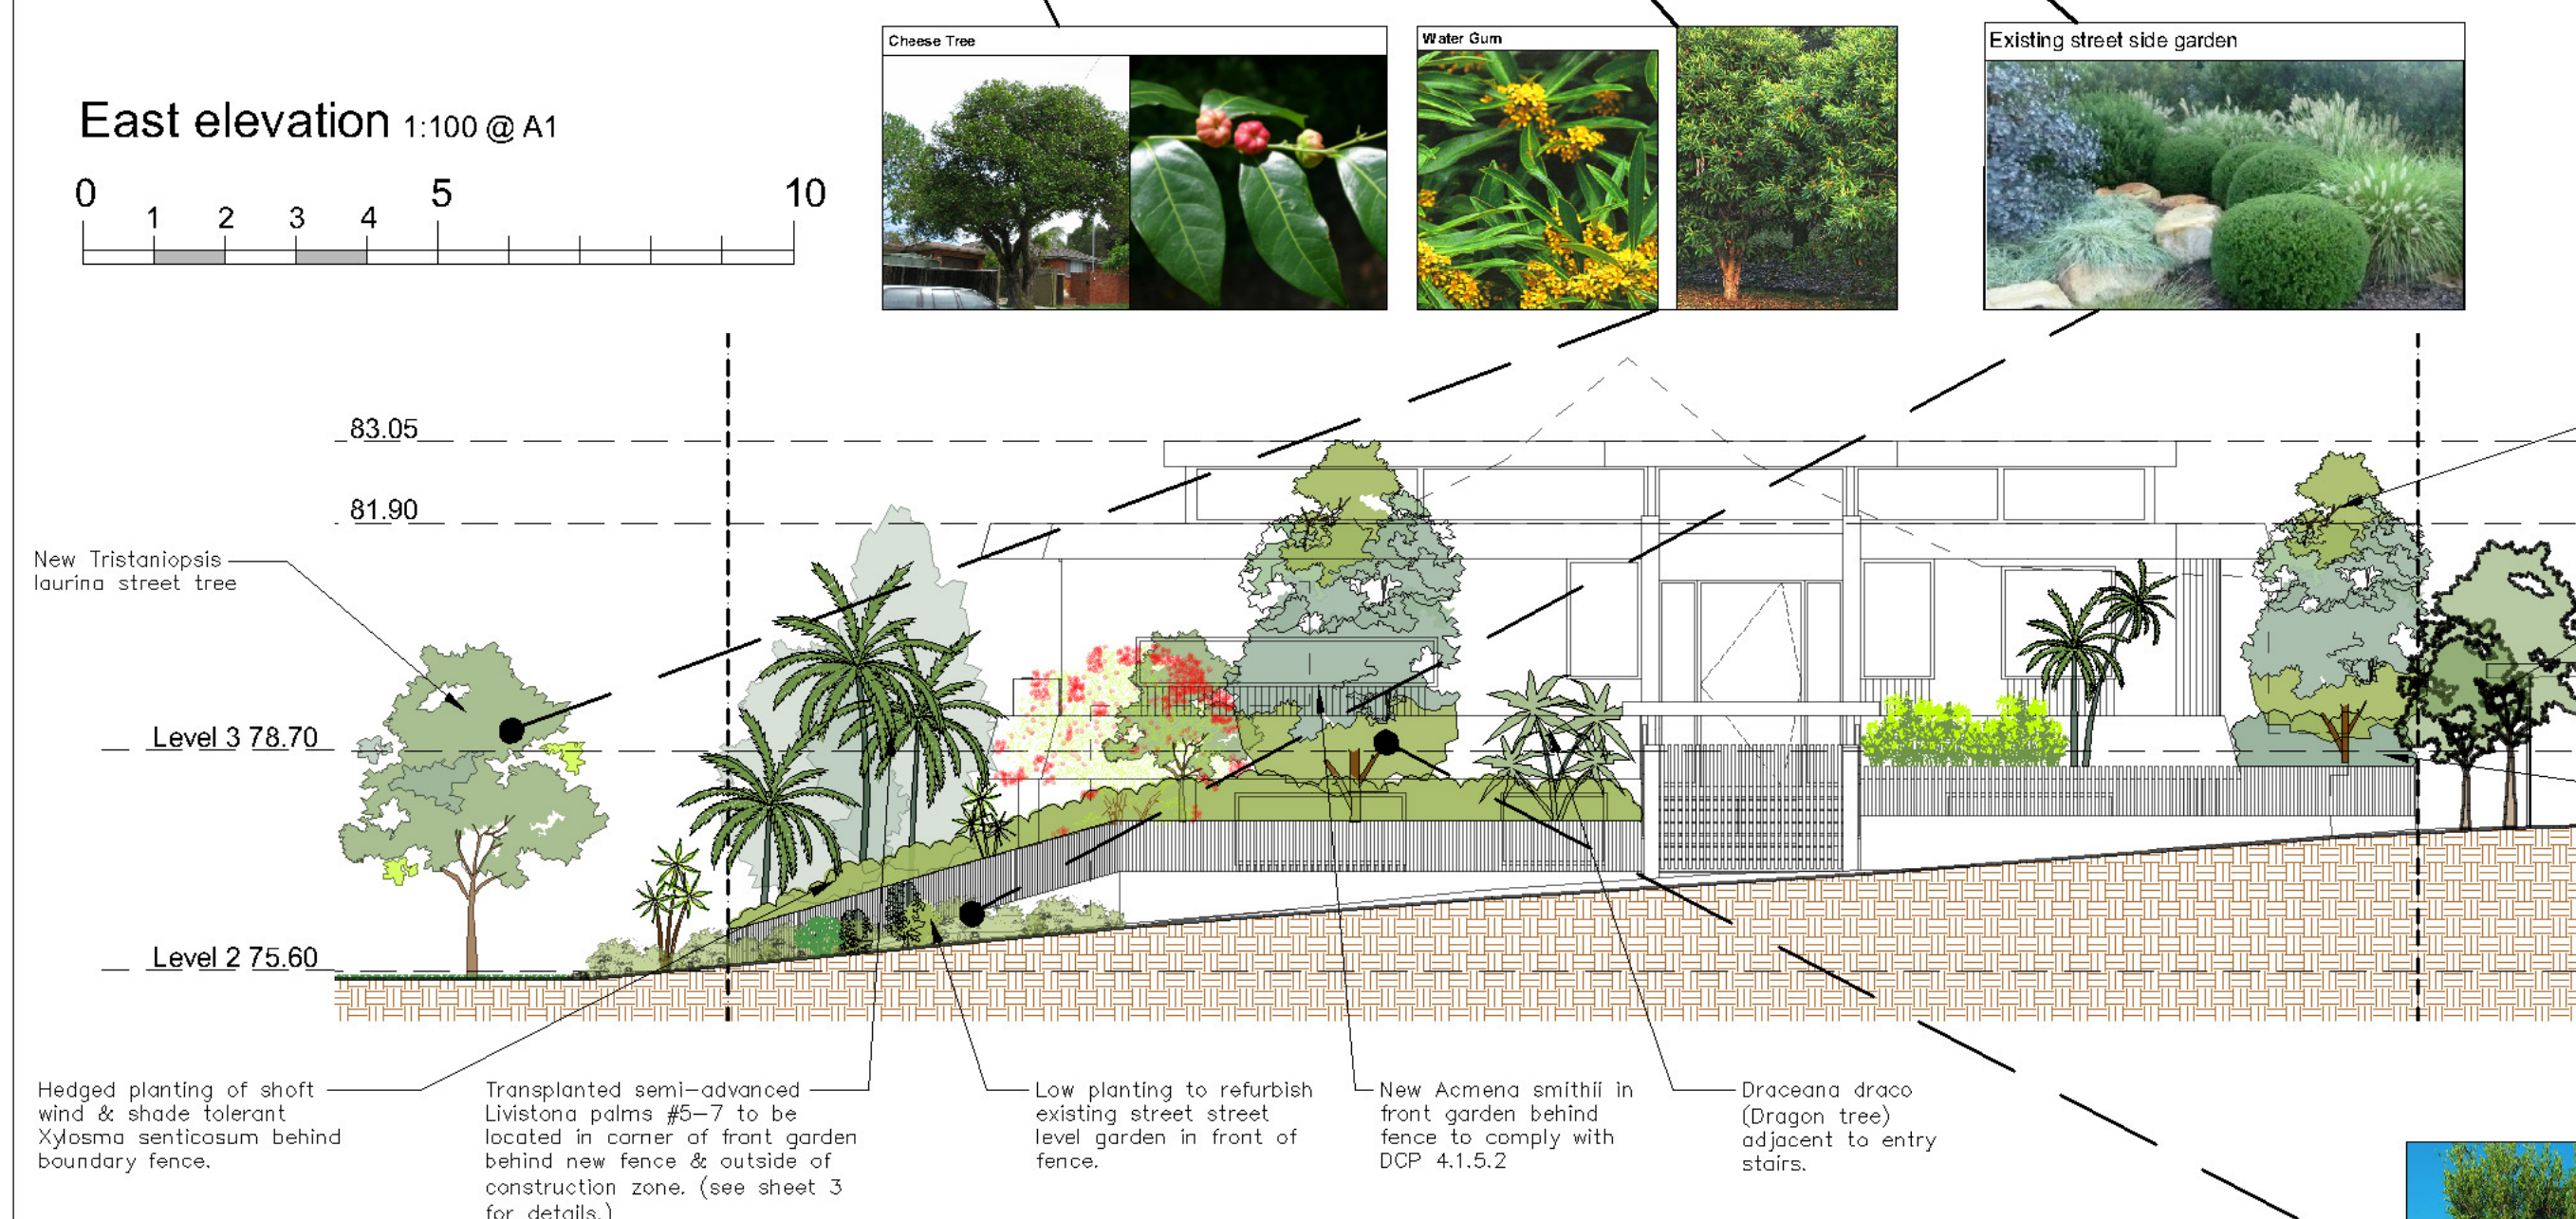 Cheese Tree
Water Gum
Existing street side garden
East elevation 1:100 @ A1
0 5 10
1 2 3 4
83.05
81.90
New Tristaniopsis
laurina street tree
Level 3 78.70
Level 2 75.60
Hedged planting of shoft
wind & shade tolerant
Xylosma senticosum behind
boundary fence.
Transplanted semi-advanced
Livistona palms #5-7 to be
located in corner of front garden
behind new fence & outside of
construction zone. (see sheet 3
for details.)
Low planting to refurbish
existing street street
level garden in front of
fence.
New Acmena smithii in
front garden behind
fence to comply with
DCP 4.1.5.2
Draceana draco
(Dragon tree)
adjacent to entry
stairs.